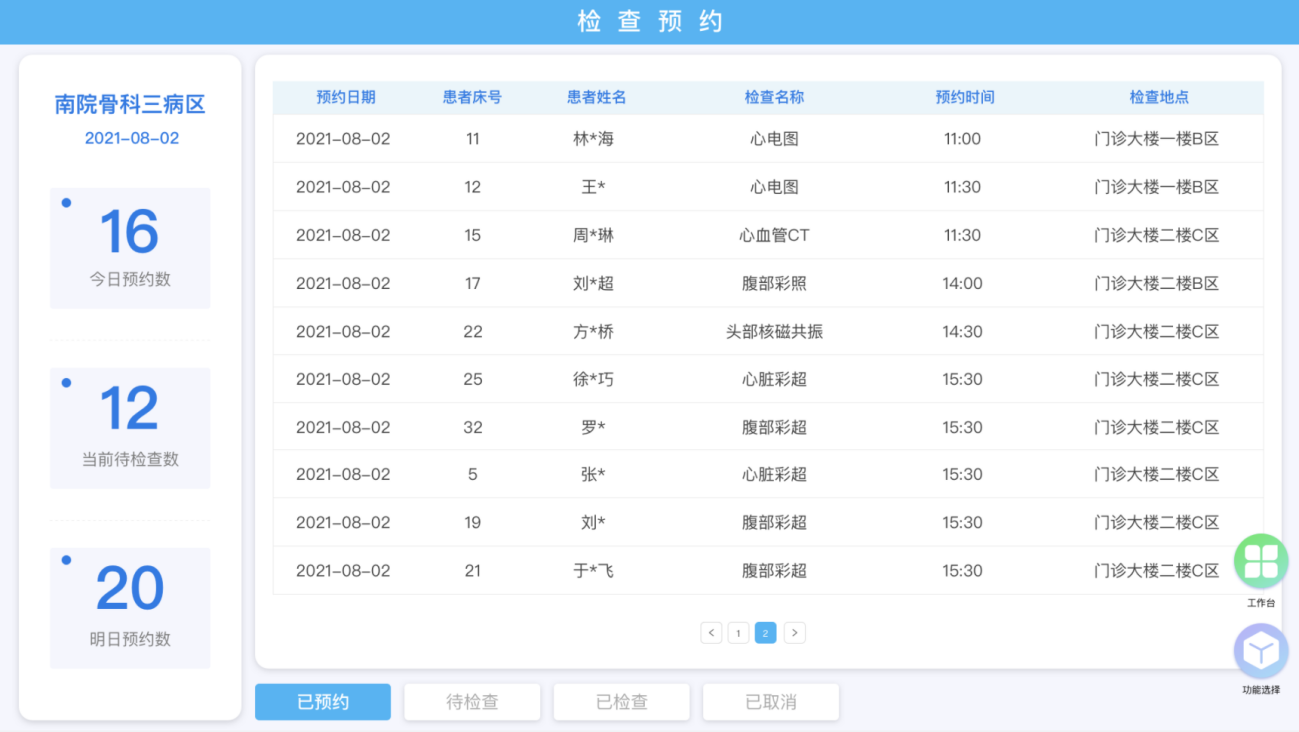 检查预约
南院骨科三病区
2021-08-02
16
今日预约数
12
当前待检查数
20
明日预约数
预约日期 患者床号 患者姓名 检查名称 预约时间 检查地点
2021-08-02 11 林*海 心电图 11:00 门诊大楼一楼B区
2021-08-02 12 王* 心电图 11:30 门诊大楼一楼B区
2021-08-02 15 周*琳 心血管CT 11:30 门诊大楼二楼C区
2021-08-02 17 刘*超 腹部彩照 14:00 门诊大楼二楼B区
2021-08-02 22 方*桥 头部核磁共振 14:30 门诊大楼二楼C区
2021-08-02 25 徐*巧 心脏彩超 15:30 门诊大楼二楼C区
2021-08-02 32 罗* 腹部彩超 15:30 门诊大楼二楼C区
2021-08-02 5 张* 心脏彩超 15:30 门诊大楼二楼C区
2021-08-02 19 刘* 腹部彩超 15:30 门诊大楼二楼C区
2021-08-02 21 于*飞 腹部彩超 15:30 门诊大楼二楼C区
< 1 2 >
工作台
功能选择
已预约 待检查 已检查 已取消